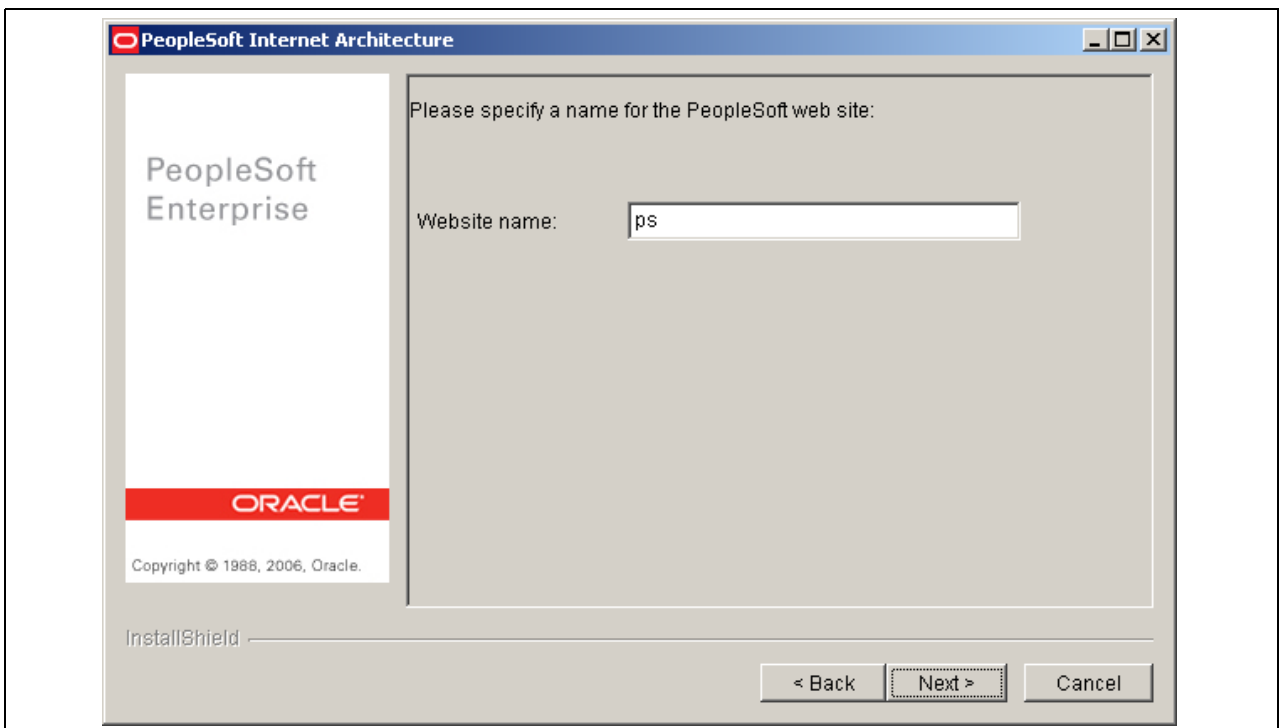 PeopleSoft Internet Architecture
PeopleSoft
Enterprise
ORACLE
Copyright © 1988, 2006, Oracle.
Please specify a name for the PeopleSoft web site:
Website name:
ps
InstallShield
< Back
Next >
Cancel